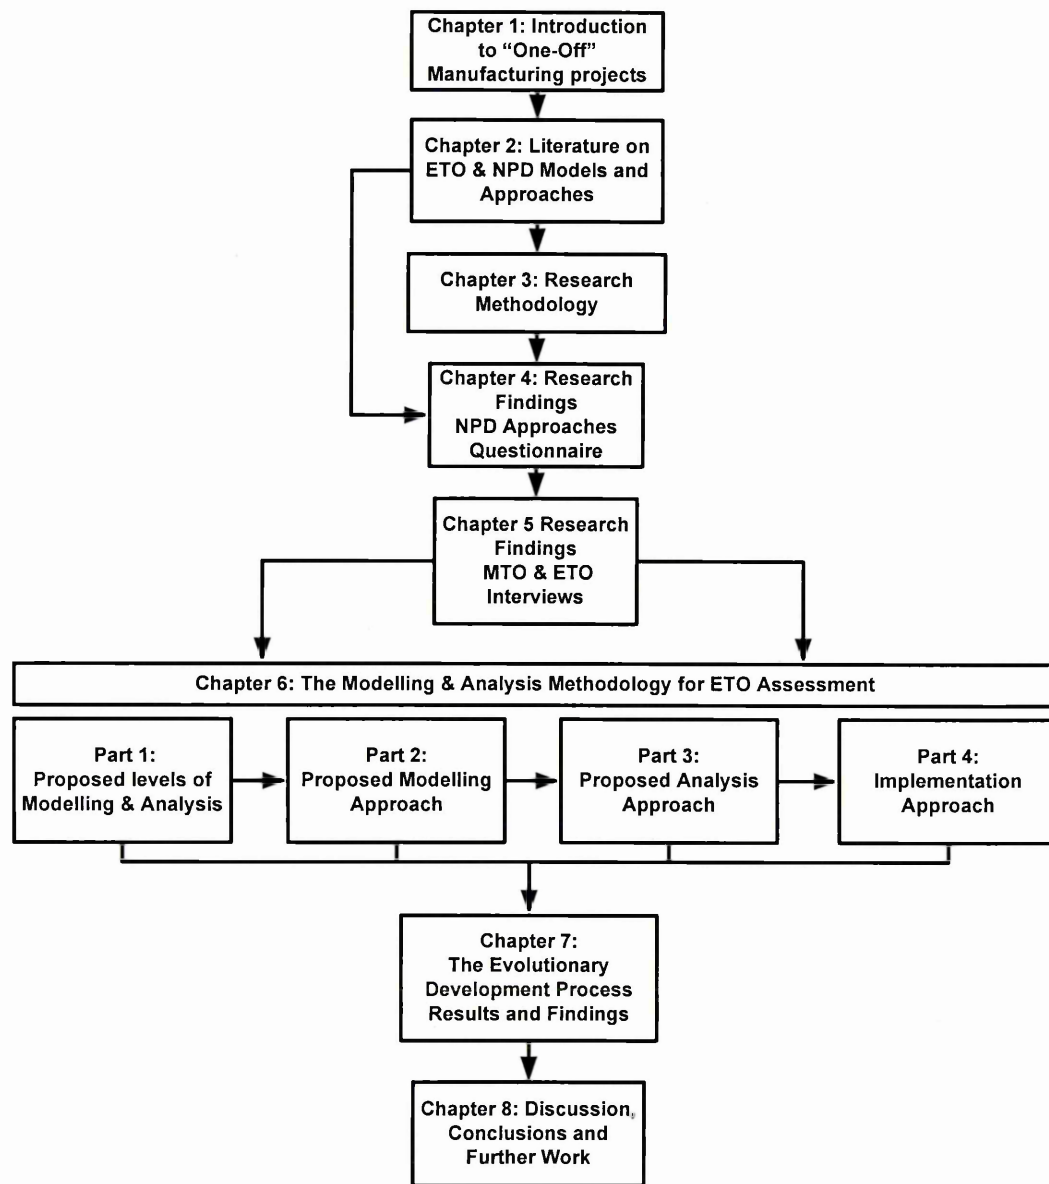 Chapter 1: Introduction
to “One-Off”
Manufacturing projects
Chapter 2: Literature on
ETO & NPD Models and
Approaches
Chapter 3: Research
Methodology
Chapter 4: Research
Findings
NPD Approaches
Questionnaire
Chapter 5 Research
Findings
MTO & ETO
Interviews
Chapter 6: The Modelling & Analysis Methodology for ETO Assessment
Part 1:
Proposed levels of
Modelling & Analysis
Part 2:
Proposed Modelling
Approach
Part 3:
Proposed Analysis
Approach
Part 4:
Implementation
Approach
Chapter 7:
The Evolutionary
Development Process
Results and Findings
Chapter 8: Discussion,
Conclusions and
Further Work